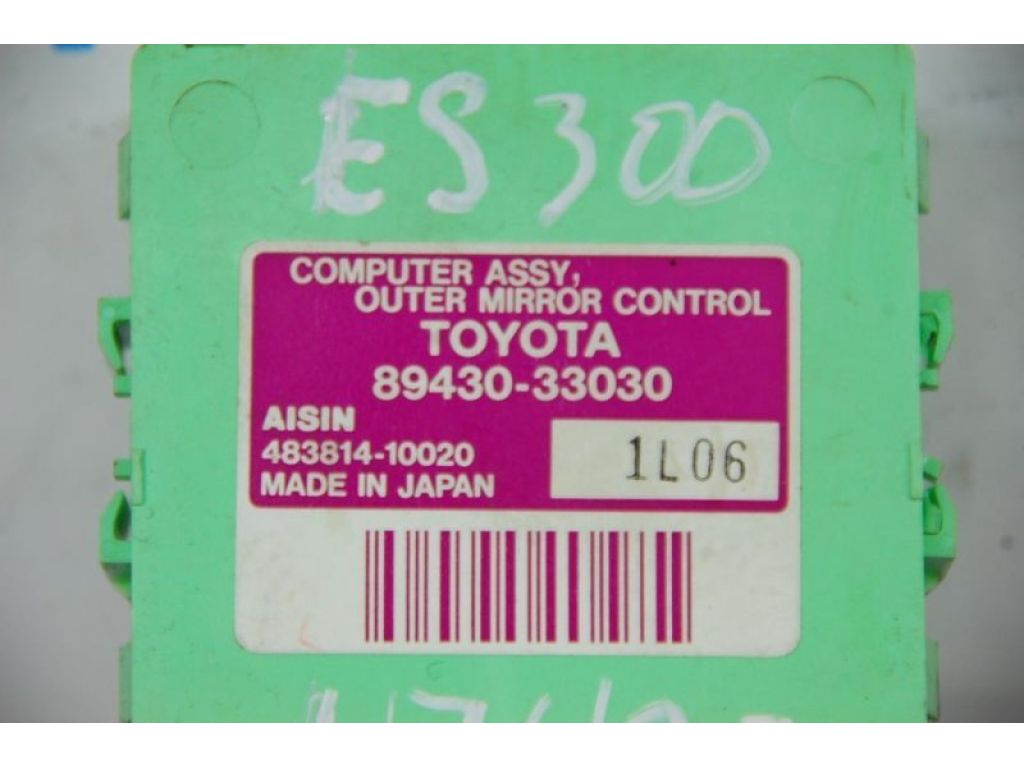 ES300
COMPUTER ASSY,
OUTER MIRROR CONTROL
TOYOTA
89430-33030
AISIN
483814-10020
1L06
MADE IN JAPAN